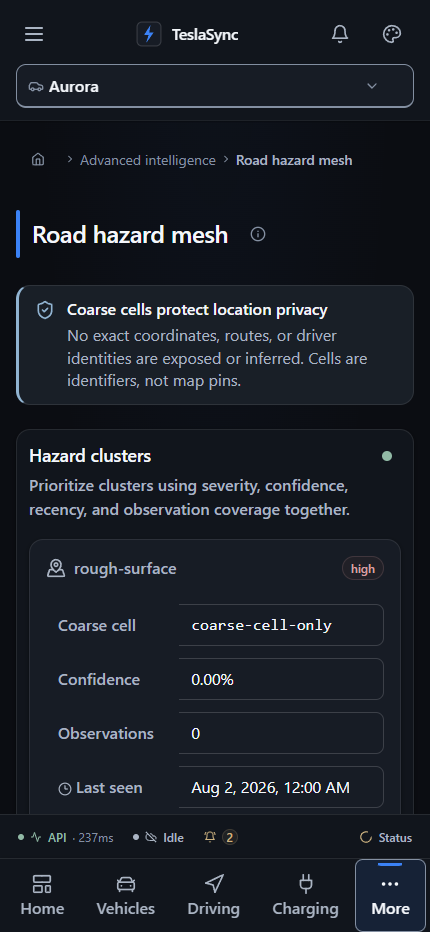 TeslaSync
Aurora
Advanced intelligence
Road hazard mesh
Road hazard mesh
Coarse cells protect location privacy
No exact coordinates, routes, or driver
identities are exposed or inferred. Cells are
identifiers, not map pins.
Hazard clusters
Prioritize clusters using severity, confidence,
recency, and observation coverage together.
rough-surface
high
Coarse cell
coarse-cell-only
Confidence
0.00%
Observations
0
Last seen
Aug 2, 2026, 12:00 AM
API · 237ms
Idle
2
Status
Home
Vehicles
Driving
Charging
More